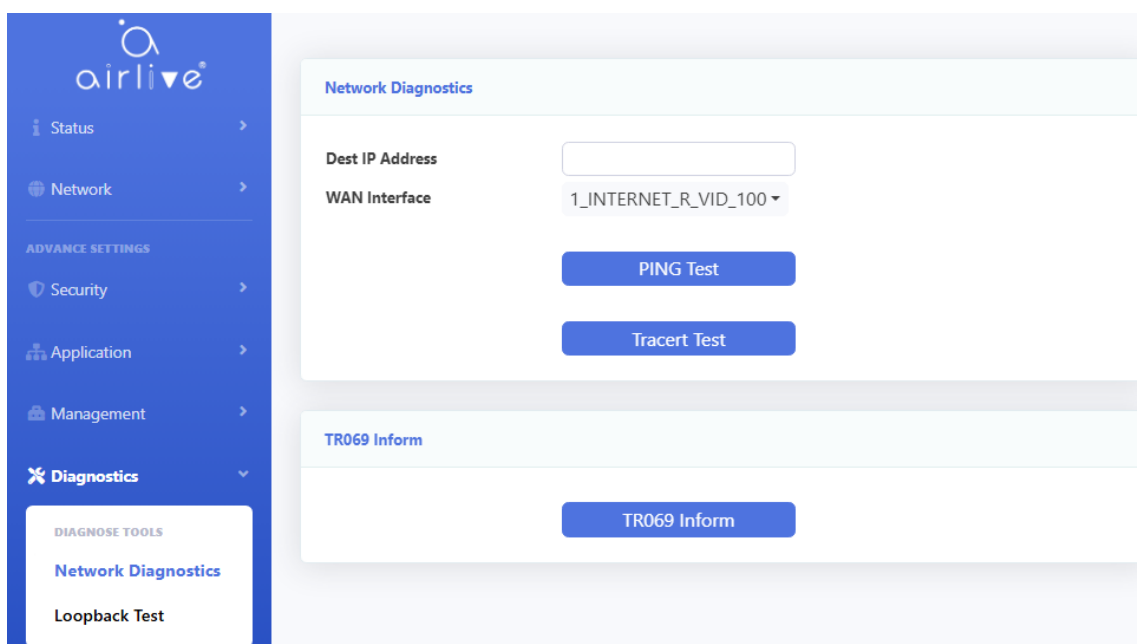 airlive®
Status
Network
ADVANCE SETTINGS
Security
Application
Management
Diagnostics
DIAGNOSE TOOLS
Network Diagnostics
Loopback Test
Network Diagnostics
Dest IP Address
WAN Interface 1_INTERNET_R_VID_100
PING Test
Tracert Test
TR069 Inform
TR069 Inform